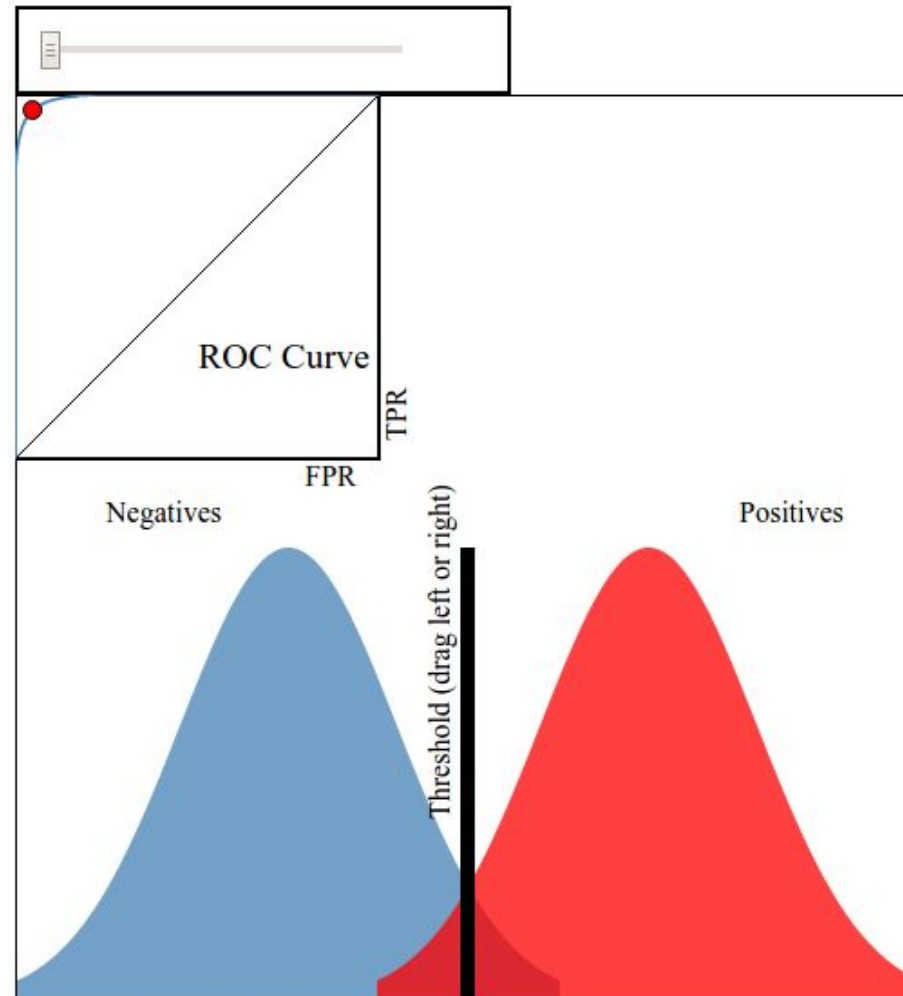 ROC Curve
TPR
FPR
Negatives
Positives
Threshold (drag left or right)